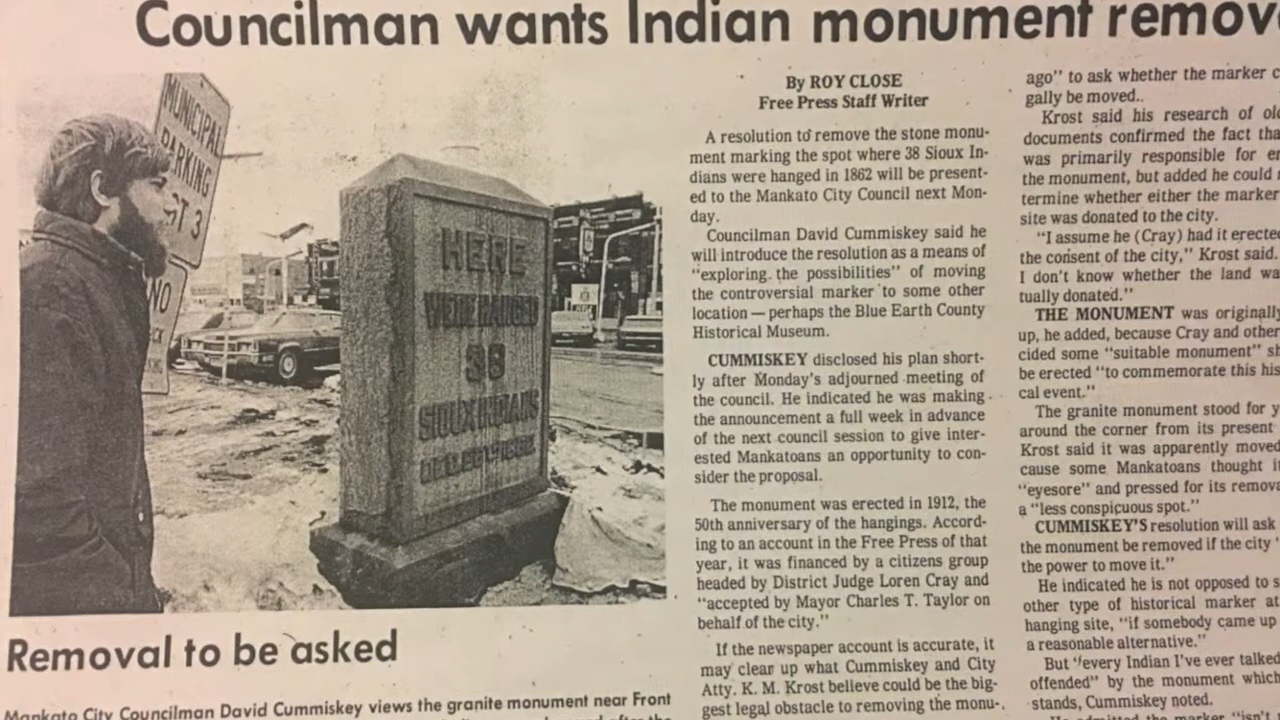 Councilman wants Indian monument remov
MUNICIPAL
PARKING
ST 3
NO
HERE
WERE HANGED
38
SIOUX INDIANS
DEC. 26TH 1862
Removal to be asked
Mankato City Councilman David Cummiskey views the granite monument near Front
By ROY CLOSE
Free Press Staff Writer
A resolution to remove the stone monu-
ment marking the spot where 38 Sioux In-
dians were hanged in 1862 will be present-
ed to the Mankato City Council next Mon-
day.
Councilman David Cummiskey said he
will introduce the resolution as a means of
"exploring the possibilities" of moving
the controversial marker to some other
location — perhaps the Blue Earth County
Historical Museum.
CUMMISKEY disclosed his plan short-
ly after Monday's adjourned meeting of
the council. He indicated he was making
the announcement a full week in advance
of the next council session to give inter-
ested Mankatoans an opportunity to con-
sider the proposal.
The monument was erected in 1912, the
50th anniversary of the hangings. Accord-
ing to an account in the Free Press of that
year, it was financed by a citizens group
headed by District Judge Loren Cray and
"accepted by Mayor Charles T. Taylor on
behalf of the city."
If the newspaper account is accurate, it
may clear up what Cummiskey and City
Atty. K. M. Krost believe could be the big-
gest legal obstacle to removing the monu-
ago" to ask whether the marker c
gally be moved..
Krost said his research of old
documents confirmed the fact tha
was primarily responsible for er
the monument, but added he could
termine whether either the marker
site was donated to the city.
"I assume he (Cray) had it erected
the consent of the city," Krost said.
I don't know whether the land wa
tually donated."
THE MONUMENT was originally
up, he added, because Cray and other
cided some "suitable monument" sh
be erected "to commemorate this his
cal event."
The granite monument stood for y
around the corner from its present
Krost said it was apparently moved
cause some Mankatoans thought i
"eyesore" and pressed for its remova
a "less conspicuous spot."
CUMMISKEY'S resolution will ask
the monument be removed if the city
the power to move it."
He indicated he is not opposed to s
other type of historical marker at
hanging site, "if somebody came up
a reasonable alternative."
But "every Indian I've ever talked
offended" by the monument which
stands, Cummiskey noted.